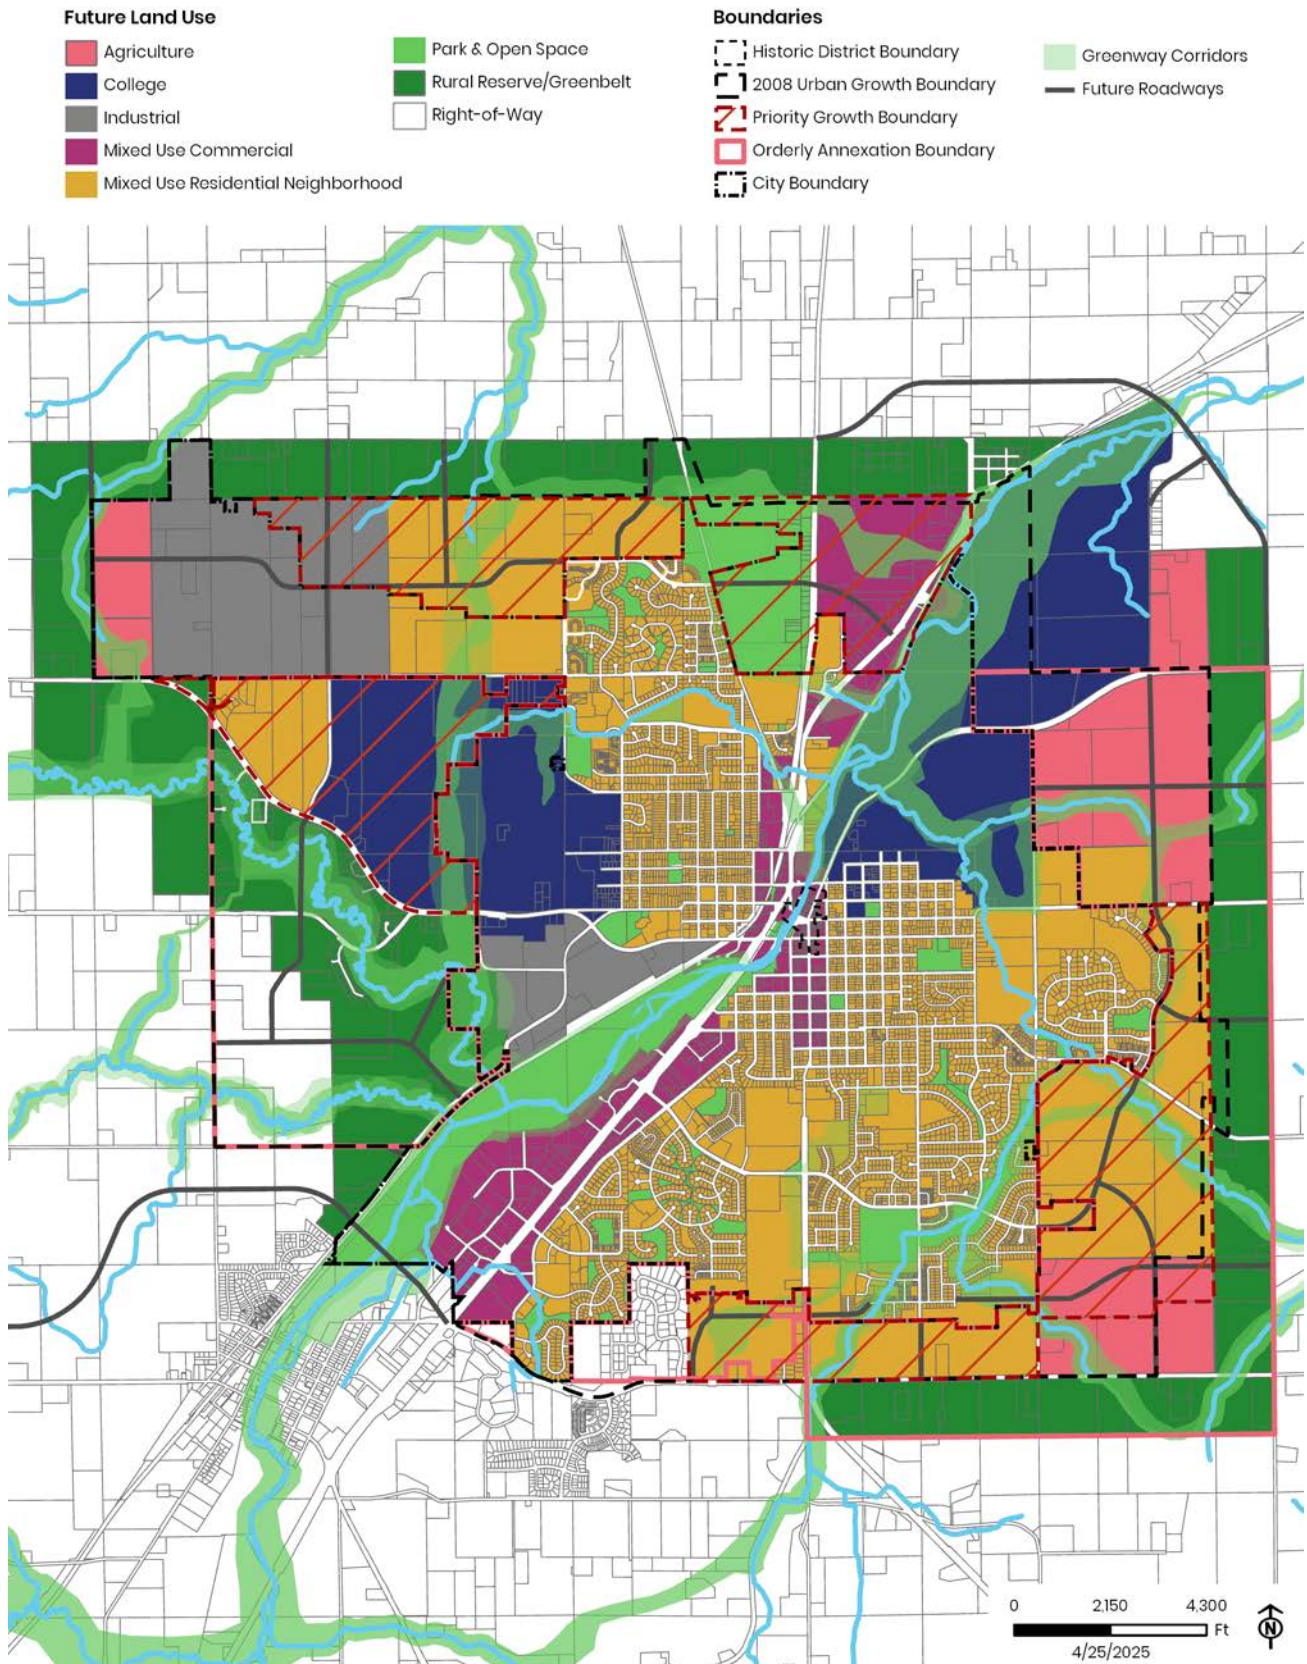 Future Land Use
Agriculture
College
Industrial
Mixed Use Commercial
Mixed Use Residential Neighborhood
Park & Open Space
Rural Reserve/Greenbelt
Right-of-Way
Boundaries
Historic District Boundary
2008 Urban Growth Boundary
Priority Growth Boundary
Orderly Annexation Boundary
City Boundary
Greenway Corridors
Future Roadways
0 2,150 4,300
Ft
4/25/2025
N